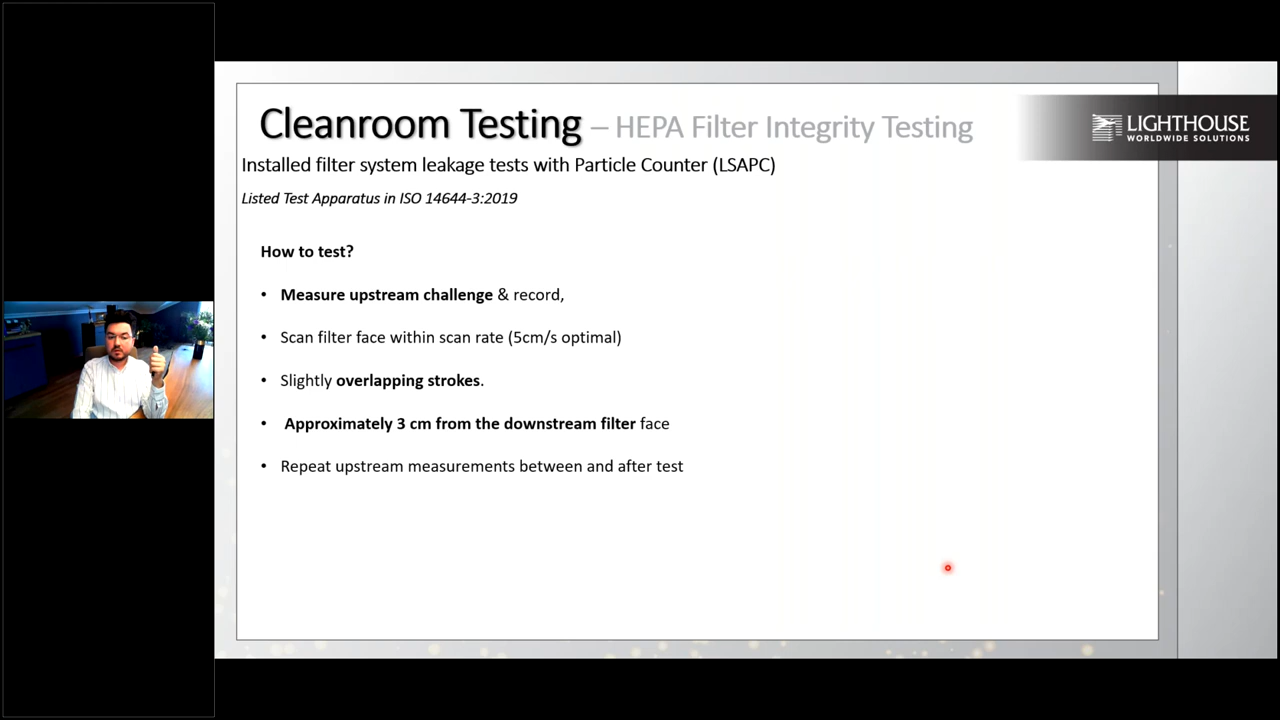 Cleanroom Testing – HEPA Filter Integrity Testing
LIGHTHOUSE
WORLDWIDE SOLUTIONS
Installed filter system leakage tests with Particle Counter (LSAPC)
Listed Test Apparatus in ISO 14644-3:2019
How to test?
• Measure upstream challenge & record,
• Scan filter face within scan rate (5cm/s optimal)
• Slightly overlapping strokes.
• Approximately 3 cm from the downstream filter face
• Repeat upstream measurements between and after test